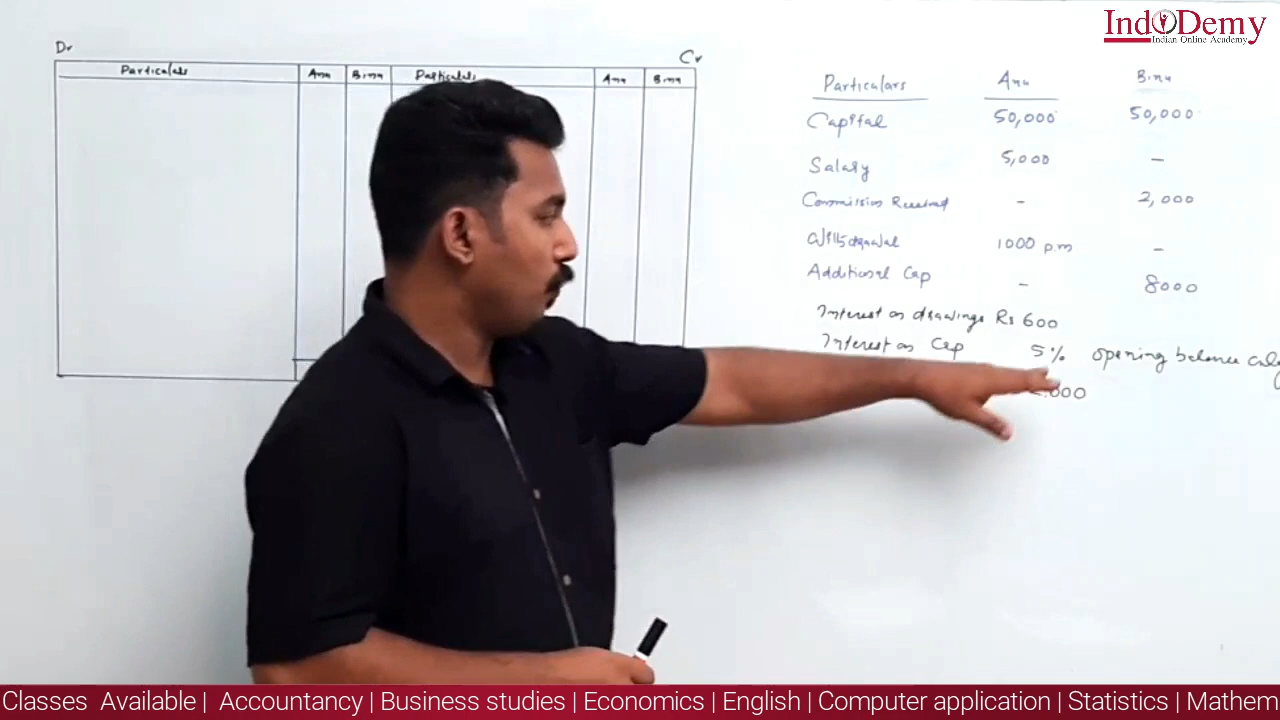 IndoDemy
Indian Online Academy
Dr
Cr
Particulars Anu Binu Particulars Anu Binu
Particulars Anu Binu
Capital 50,000 50,000
Salary 5,000 –
Commission Received - 2,000
Withdrawal 1000 p.m –
Additional Cap - 8000
Interest on drawings Rs 600
Interest on Cap 5% opening balance
000
Classes Available | Accountancy | Business studies | Economics | English | Computer application | Statistics | Mathem